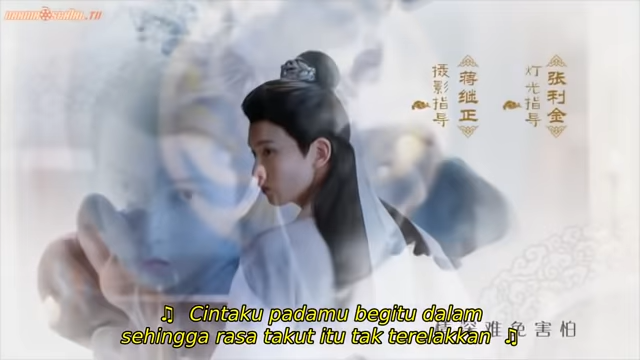 张利金
灯光指导
蒋继正
摄影指导
♫ Cintaku padamu begitu dalam
sehingga rasa takut itu tak terelakkan ♫
难免害怕